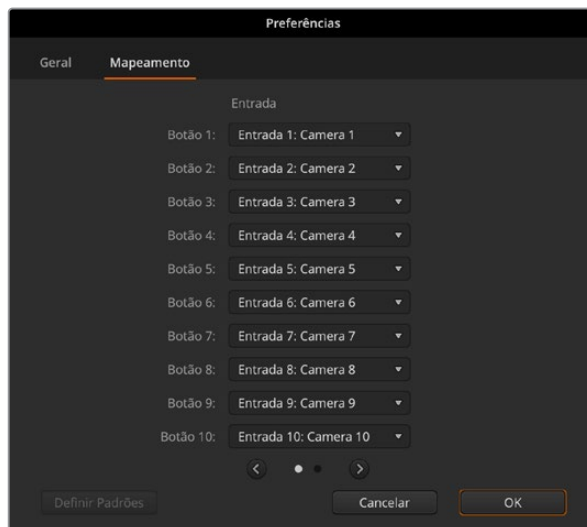 Preferências
Geral Mapeamento
Entrada
Botão 1: Entrada 1: Camera 1
Botão 2: Entrada 2: Camera 2
Botão 3: Entrada 3: Camera 3
Botão 4: Entrada 4: Camera 4
Botão 5: Entrada 5: Camera 5
Botão 6: Entrada 6: Camera 6
Botão 7: Entrada 7: Camera 7
Botão 8: Entrada 8: Camera 8
Botão 9: Entrada 9: Camera 9
Botão 10: Entrada 10: Camera 10
Definir Padrões Cancelar OK